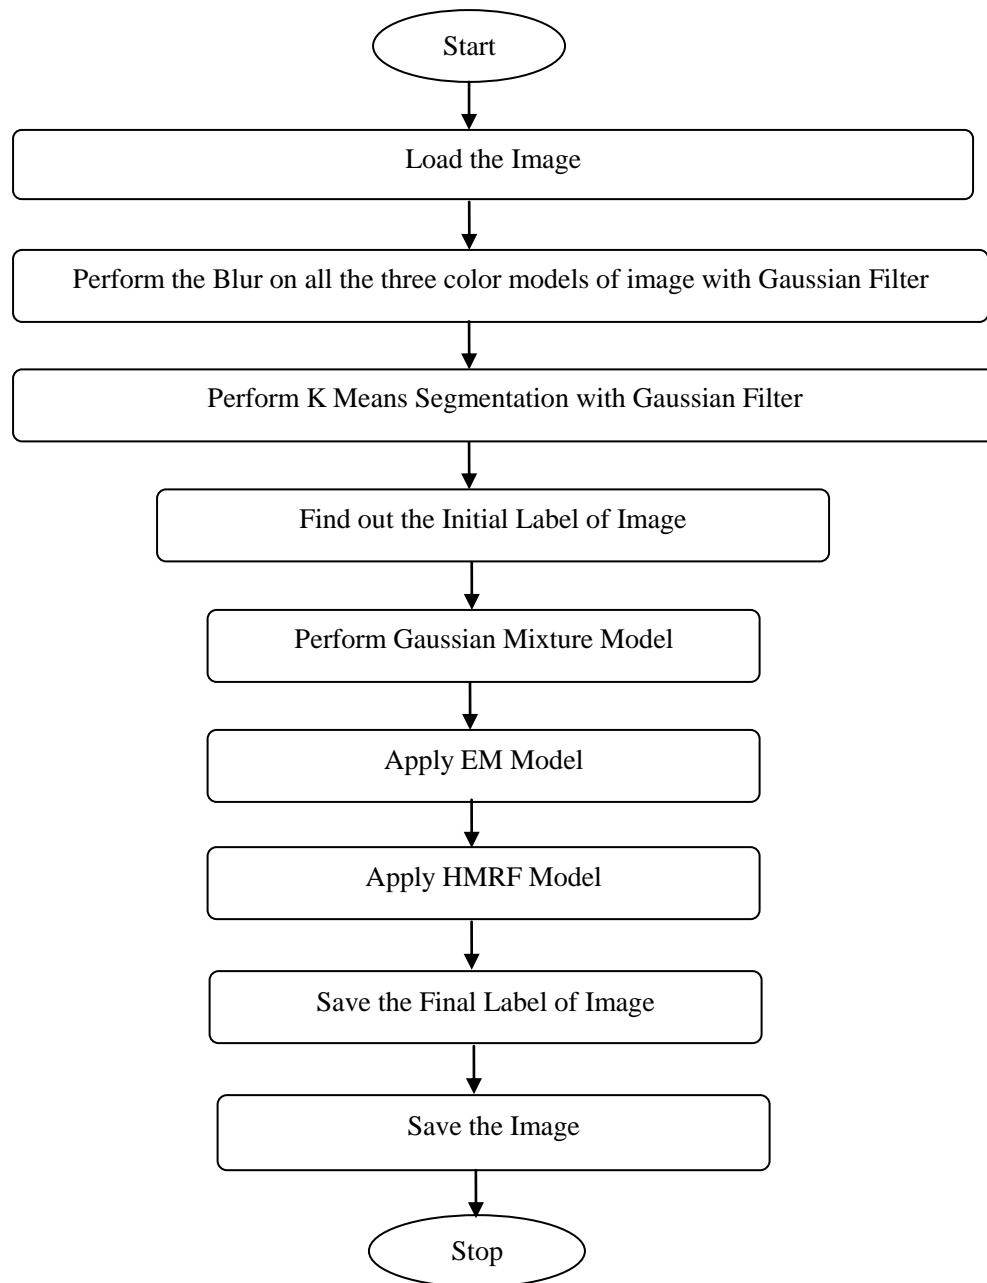 Start
Load the Image
Perform the Blur on all the three color models of image with Gaussian Filter
Perform K Means Segmentation with Gaussian Filter
Find out the Initial Label of Image
Perform Gaussian Mixture Model
Apply EM Model
Apply HMRF Model
Save the Final Label of Image
Save the Image
Stop